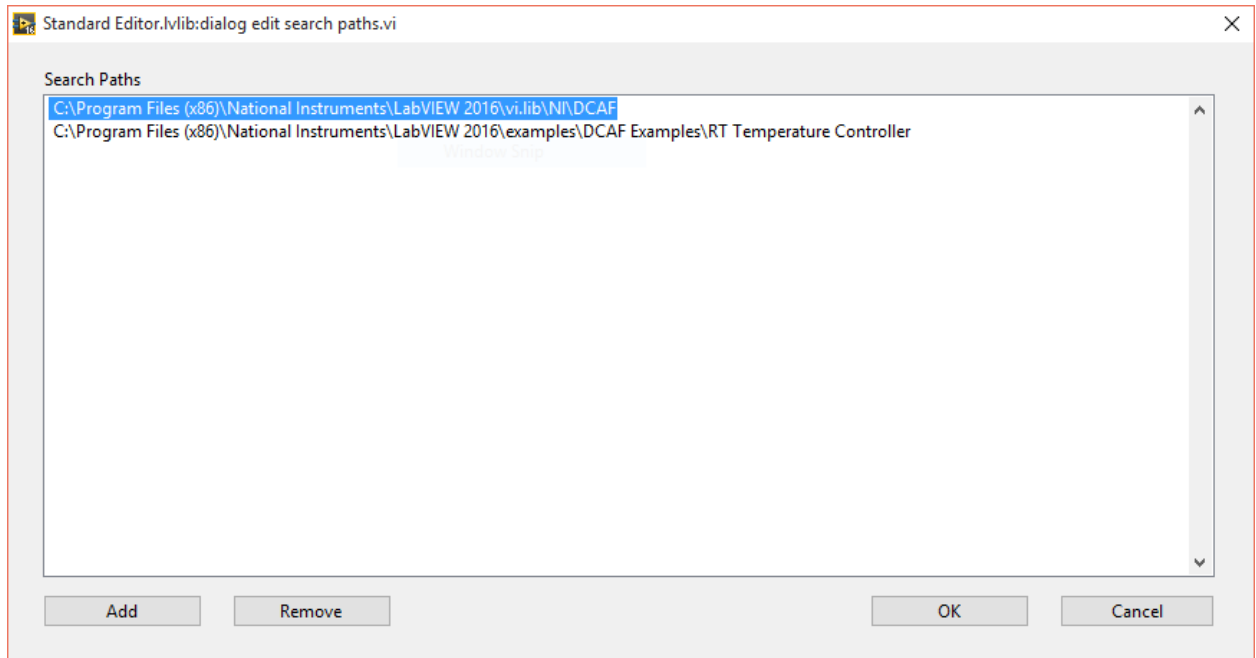 Standard Editor.lvlib:dialog edit search paths.vi
Search Paths
C:\Program Files (x86)\National Instruments\LabVIEW 2016\vi.lib\NI\DCAF
C:\Program Files (x86)\National Instruments\LabVIEW 2016\examples\DCAF Examples\RT Temperature Controller
Window Snip
Add Remove OK Cancel